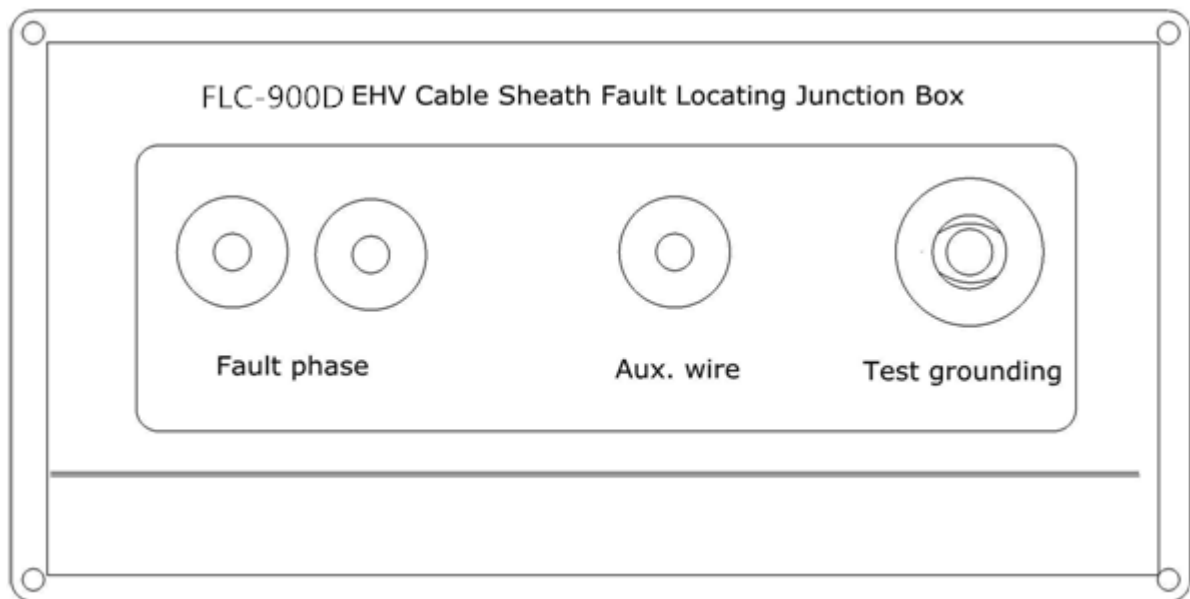 FLC-900D EHV Cable Sheath Fault Locating Junction Box
Fault phase
Aux. wire
Test grounding